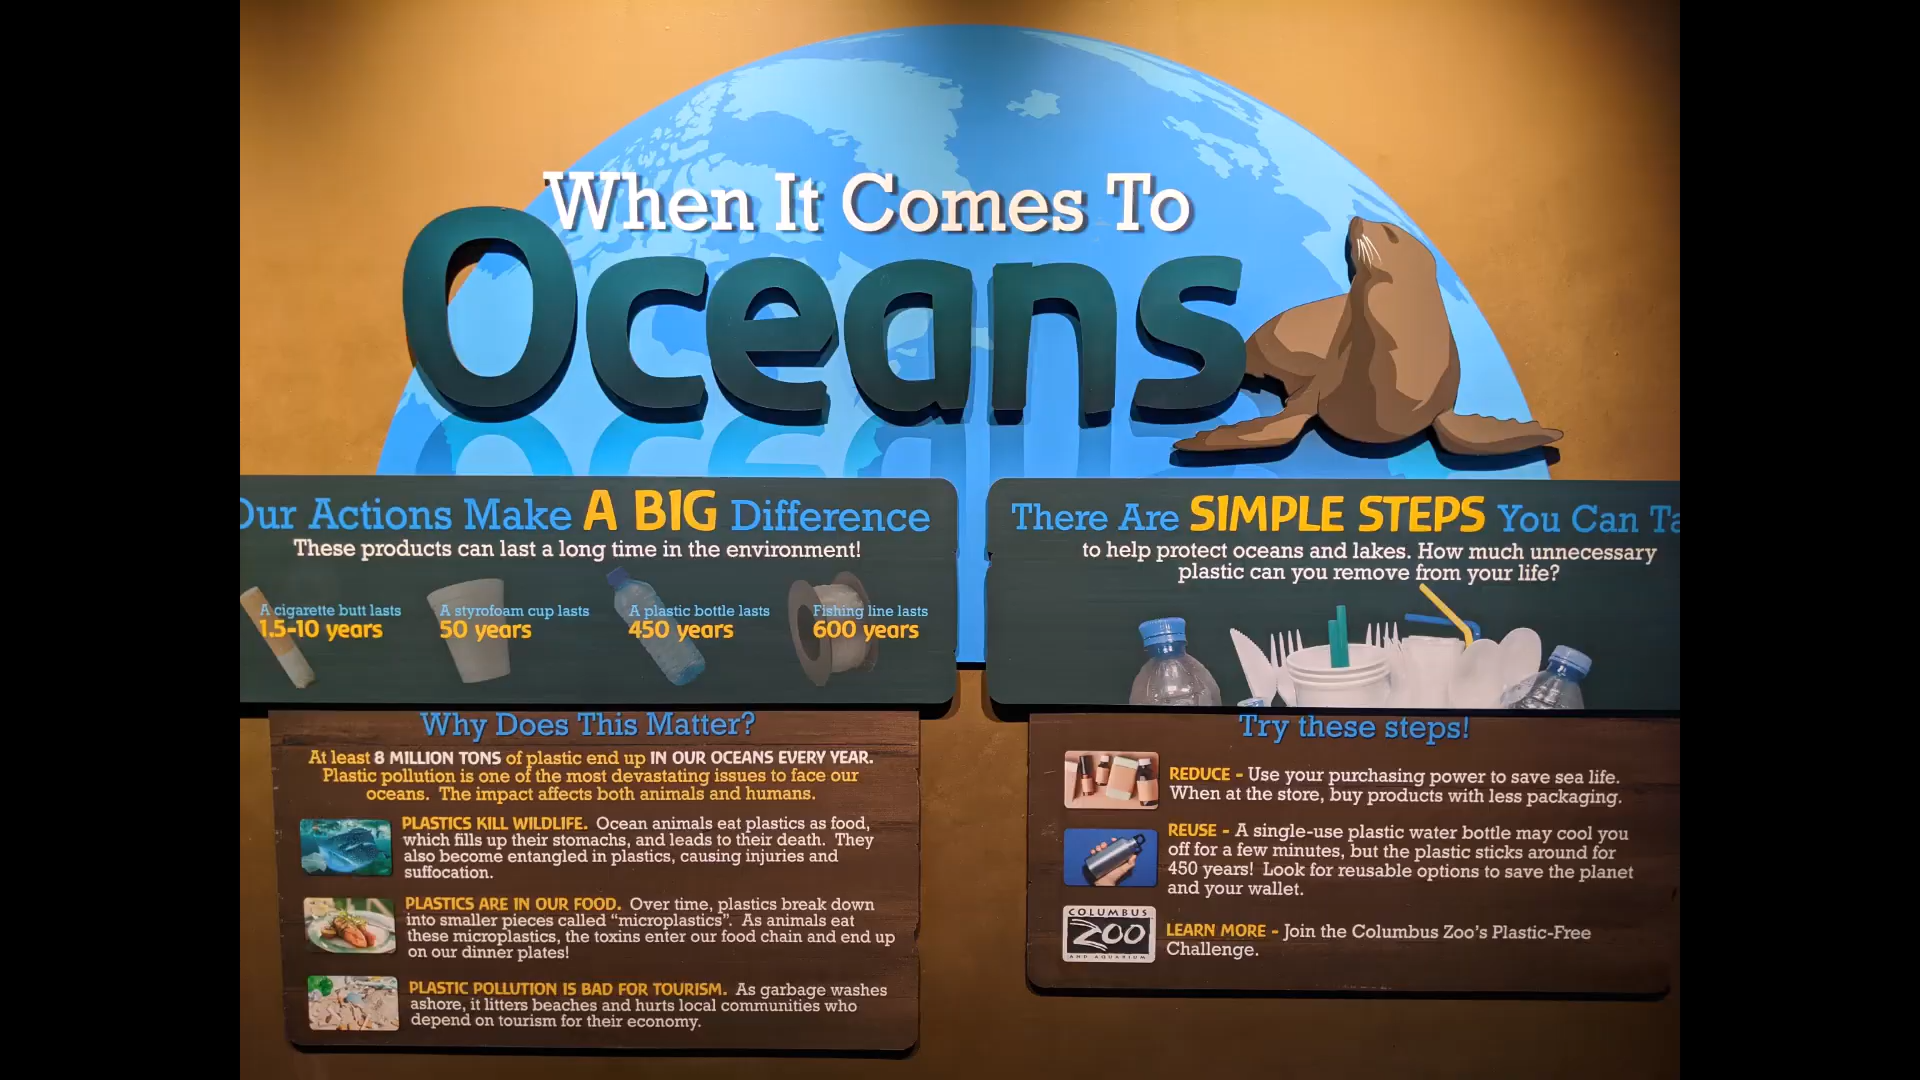 When It Comes To
Oceans
Our Actions Make A BIG Difference
These products can last a long time in the environment!
A cigarette butt lasts
1.5-10 years
A styrofoam cup lasts
50 years
A plastic bottle lasts
450 years
Fishing line lasts
600 years
Why Does This Matter?
At least 8 MILLION TONS of plastic end up IN OUR OCEANS EVERY YEAR.
Plastic pollution is one of the most devastating issues to face our
oceans. The impact affects both animals and humans.
PLASTICS KILL WILDLIFE. Ocean animals eat plastics as food,
which fills up their stomachs, and leads to their death. They
also become entangled in plastics, causing injuries and
suffocation.
PLASTICS ARE IN OUR FOOD. Over time, plastics break down
into smaller pieces called “microplastics”. As animals eat
these microplastics, the toxins enter our food chain and end up
on our dinner plates!
PLASTIC POLLUTION IS BAD FOR TOURISM. As garbage washes
ashore, it litters beaches and hurts local communities who
depend on tourism for their economy.
There Are SIMPLE STEPS You Can Ta
to help protect oceans and lakes. How much unnecessary
plastic can you remove from your life?
Try these steps!
REDUCE - Use your purchasing power to save sea life.
When at the store, buy products with less packaging.
REUSE - A single-use plastic water bottle may cool you
off for a few minutes, but the plastic sticks around for
450 years! Look for reusable options to save the planet
and your wallet.
COLUMBUS
ZOO
AND AQUARIUM
LEARN MORE - Join the Columbus Zoo’s Plastic-Free
Challenge.